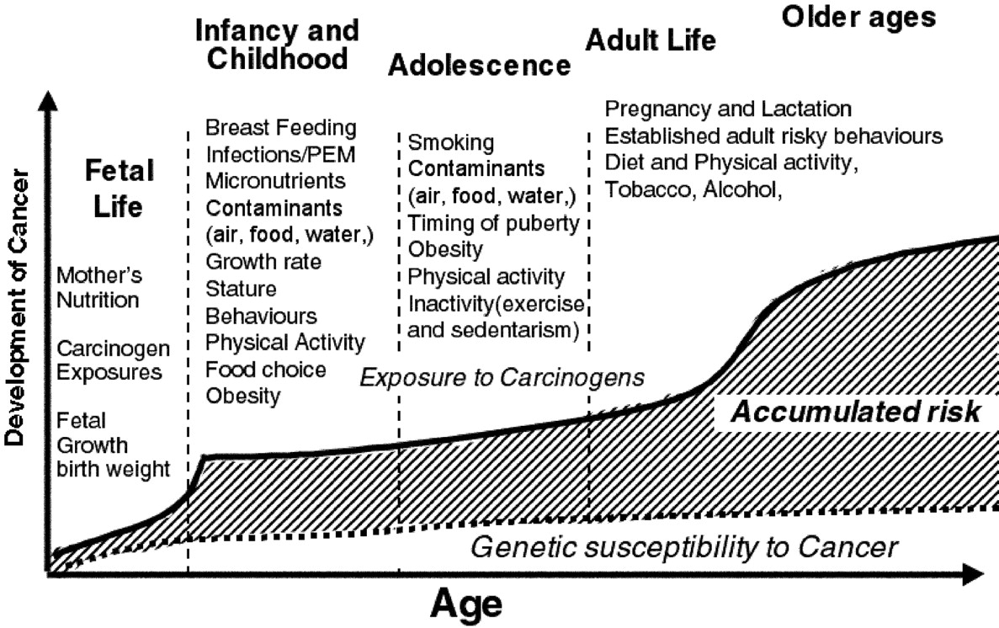 Infancy and
Childhood
Adolescence
Adult Life
Older ages
Development of Cancer
Fetal
Life
Mother's
Nutrition
Carcinogen
Exposures
Fetal
Growth
birth weight
Breast Feeding
Infections/PEM
Micronutrients
Contaminants
(air, food, water,)
Growth rate
Stature
Behaviours
Physical Activity
Food choice
Obesity
Smoking
Contaminants
(air, food, water,)
Timing of puberty
Obesity
Physical activity
Inactivity(exercise
and sedentarism)
Pregnancy and Lactation
Established adult risky behaviours
Diet and Physical activity,
Tobacco, Alcohol,
Exposure to Carcinogens
Accumulated risk
Genetic susceptibility to Cancer
Age